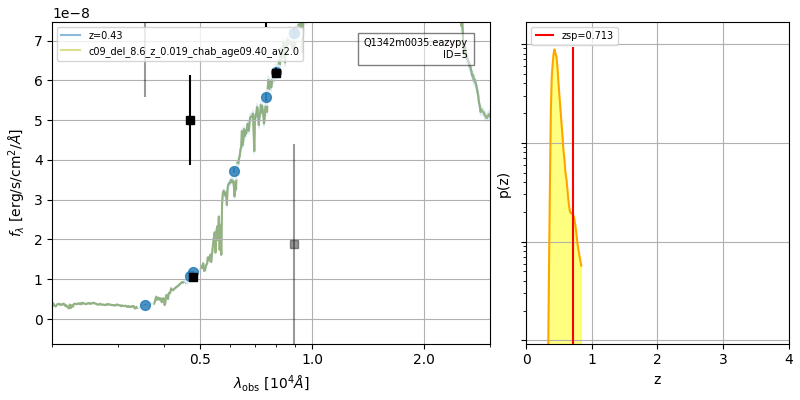 1e−8
z=0.43
c09_del_8.6_z_0.019_chab_age09.40_av2.0
Q1342m0035.eazypy
ID=5
7
6
5
4
3
2
1
0
f_λ [erg/s/cm²/Å]
0.5
1.0
2.0
λ_obs [10⁴Å]
zsp=0.713
p(z)
0
1
2
3
4
z